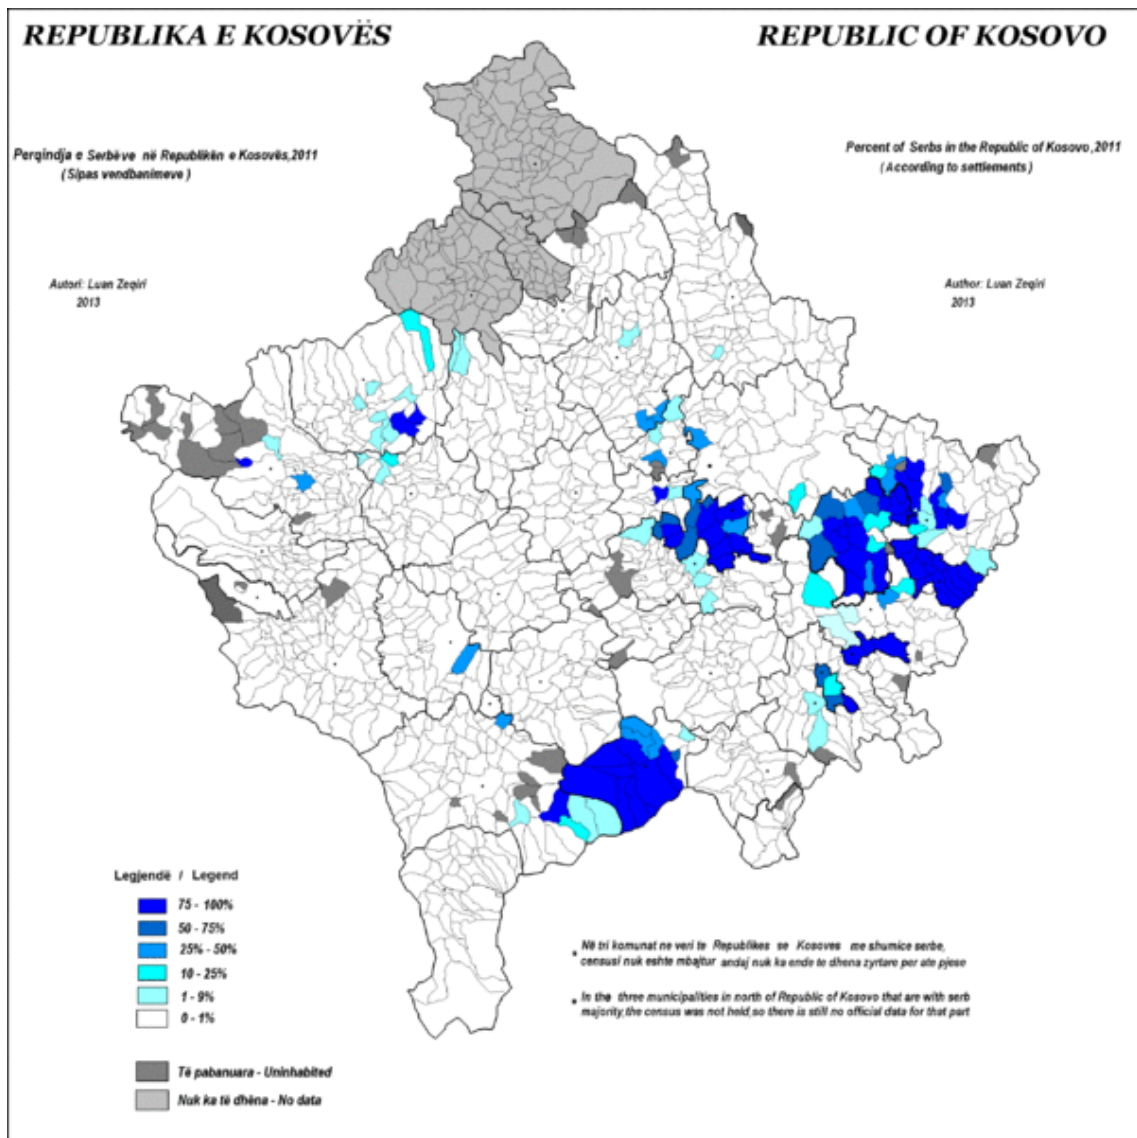 REPUBLIKA E KOSOVËS
REPUBLIC OF KOSOVO
Perqindja e Serbëve në Republikën e Kosovës,2011
( Sipas vendbanimeve )
Percent of Serbs in the Republic of Kosovo, 2011
( According to settlements )
Autori: Luan Zeqiri
2013
Author: Luan Zeqiri
2013
Legjendë / Legend
75 - 100%
50 - 75%
25% - 50%
10 - 25%
1 - 9%
0 - 1%
Të pabanuara - Uninhabited
Nuk ka të dhëna - No data
* Në tri komunat ne veri te Republikes se Kosoves me shumice serbe,
censusi nuk eshte mbajtur andaj nuk ka ende te dhena zyrtare per ate pjese
* In the three municipalities in north of Republic of Kosovo that are with serb
majority,the census was not held,so there is still no official data for that part